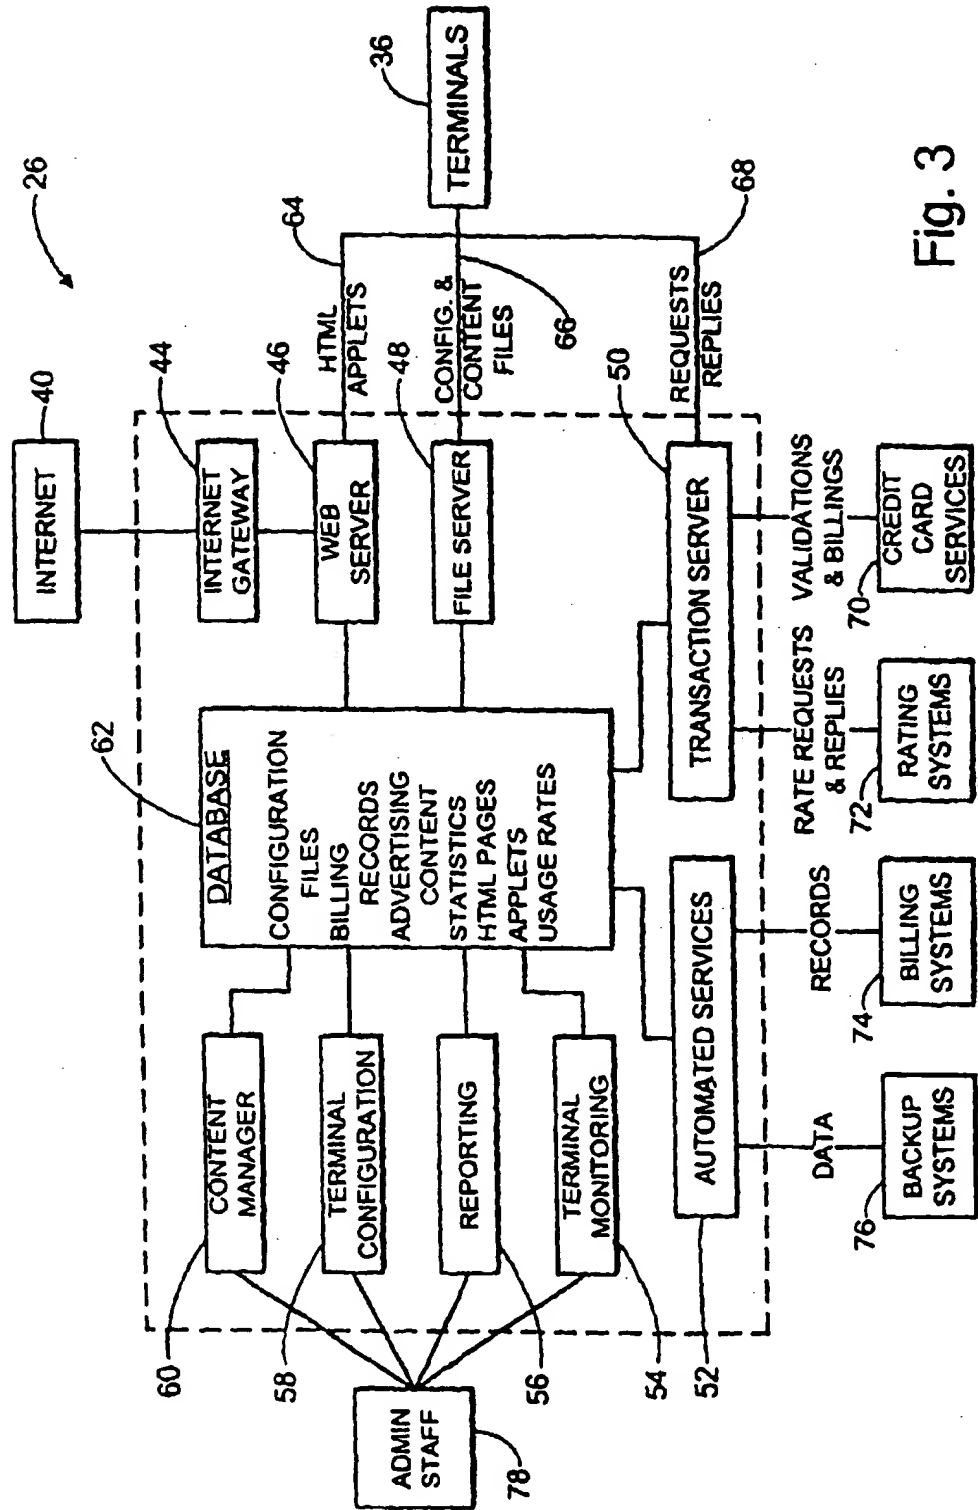 26
INTERNET
40
INTERNET
GATEWAY
44
WEB
SERVER
46
FILE SERVER
48
HTML
APPLETS
64
CONFIG. &
CONTENT
FILES
66
TERMINALS
36
REQUESTS
REPLIES
68
62
DATABASE
CONFIGURATION
FILES
BILLING
RECORDS
ADVERTISING
CONTENT
STATISTICS
HTML PAGES
APPLETS
USAGE RATES
CONTENT
MANAGER
60
TERMINAL
CONFIGURATION
58
REPORTING
56
TERMINAL
MONITORING
54
ADMIN
STAFF
78
AUTOMATED SERVICES
52
TRANSACTION SERVER
50
DATA
RECORDS
RATE REQUESTS
& REPLIES
VALIDATIONS
& BILLINGS
76
BACKUP
SYSTEMS
74
BILLING
SYSTEMS
72
RATING
SYSTEMS
70
CREDIT
CARD
SERVICES
Fig. 3